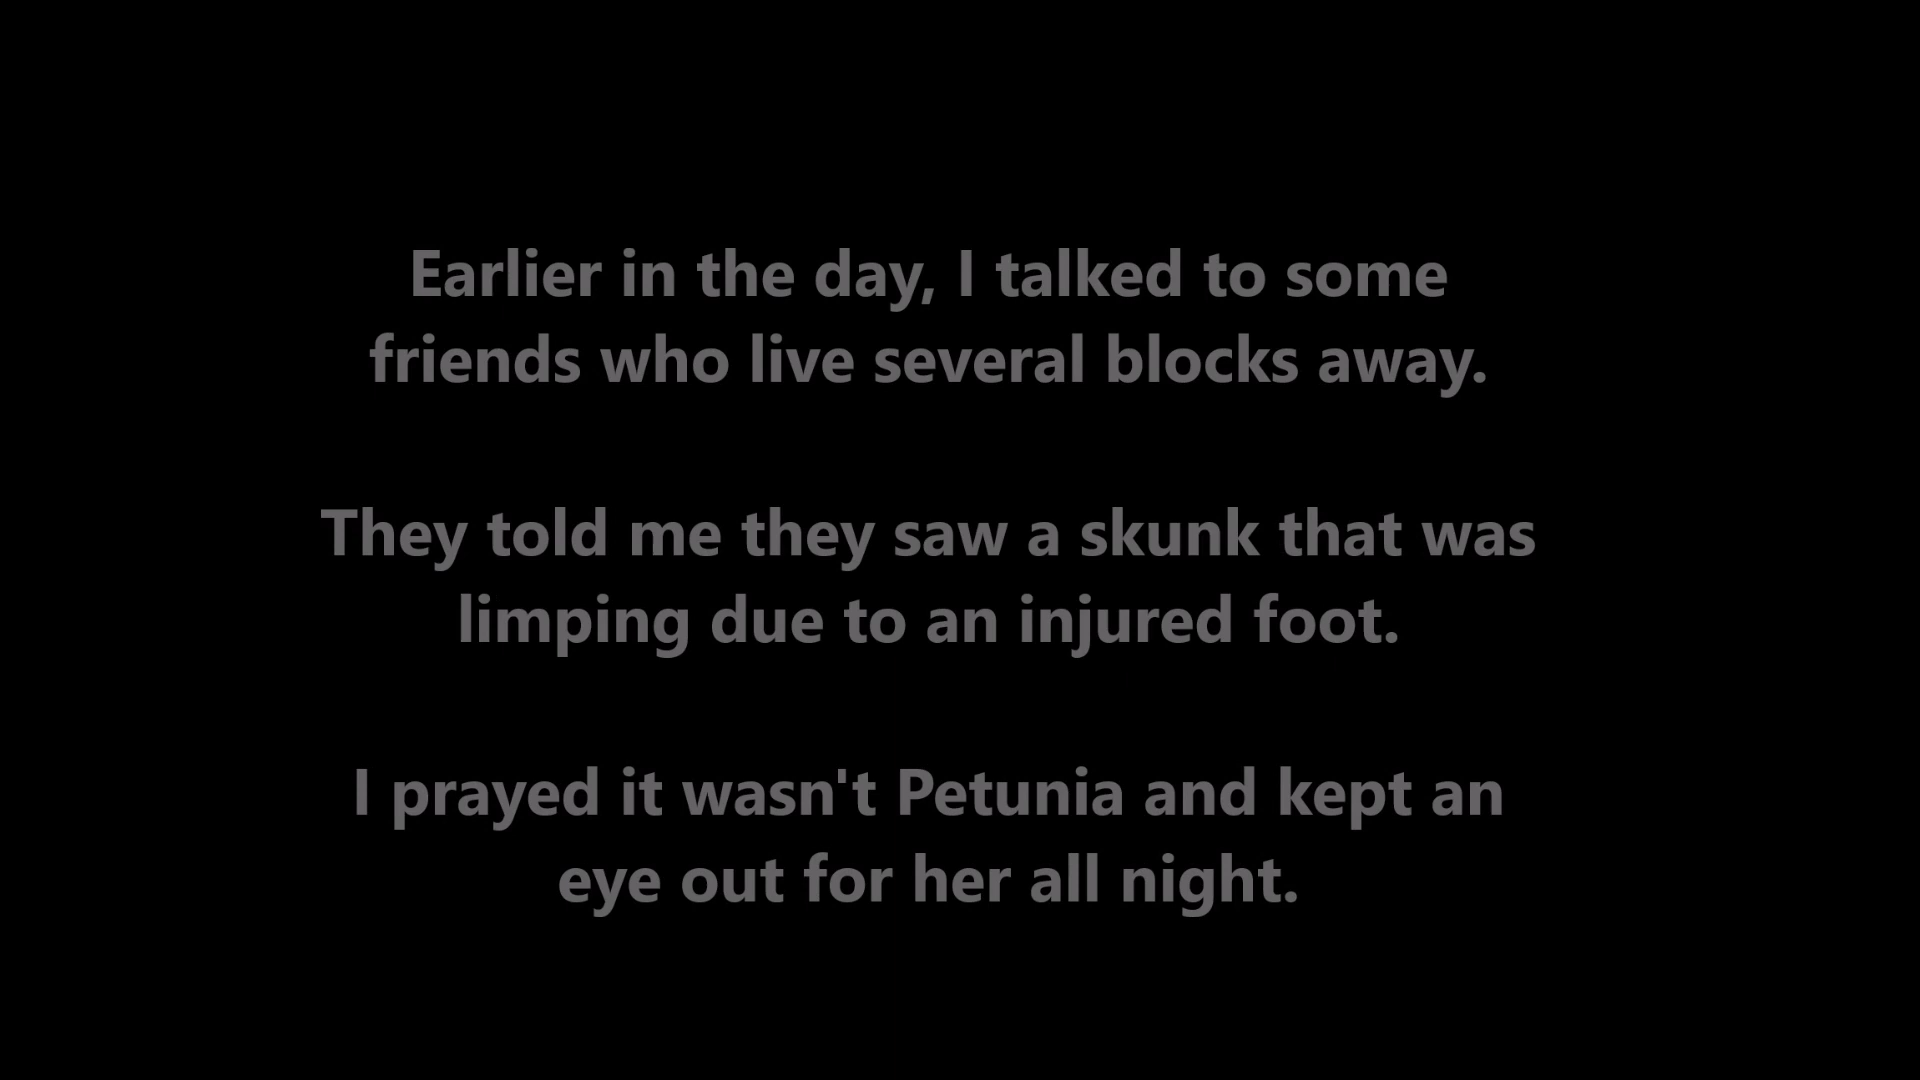 Earlier in the day, I talked to some
friends who live several blocks away.
They told me they saw a skunk that was
limping due to an injured foot.
I prayed it wasn't Petunia and kept an
eye out for her all night.